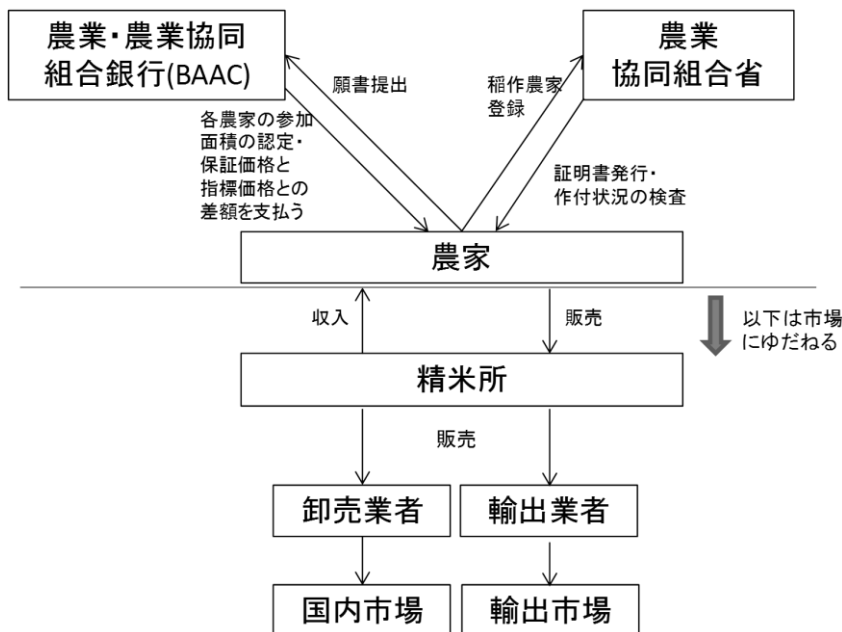 農業・農業協同
組合銀行(BAAC)
農業
協同組合省
願書提出
稲作農家
登録
各農家の参加
面積の認定・
保証価格と
指標価格との
差額を支払う
証明書発行・
作付状況の検査
農家
収入
販売
以下は市場
にゆだねる
精米所
販売
卸売業者
輸出業者
国内市場
輸出市場